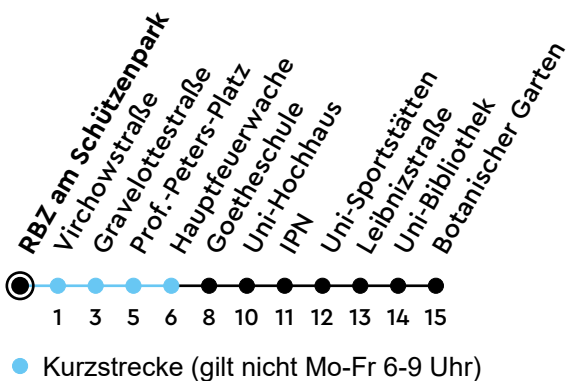 RBZ am Schützenpark
Virchowstraße
Gravelottestraße
Prof.-Peters-Platz
Hauptfeuerwache
Goetheschule
Uni-Hochhaus
IPN
Uni-Sportstätten
Leibnizstraße
Uni-Bibliothek
Botanischer Garten
1 3 5 6 8 10 11 12 13 14 15
Kurzstrecke (gilt nicht Mo-Fr 6-9 Uhr)